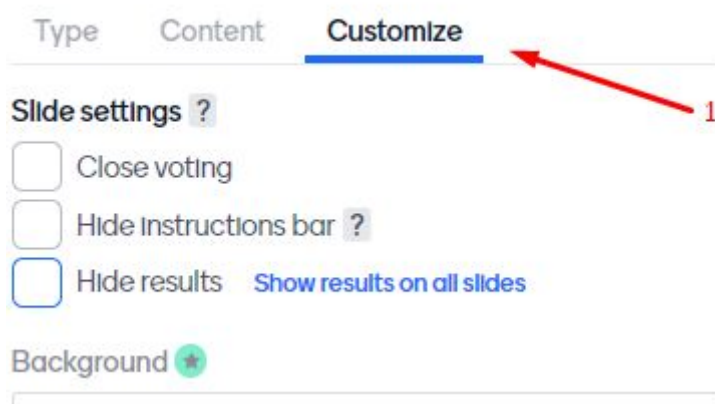 Type Content Customize
1
Slide settings ?
Close voting
Hide instructions bar ?
Hide results Show results on all slides
Background